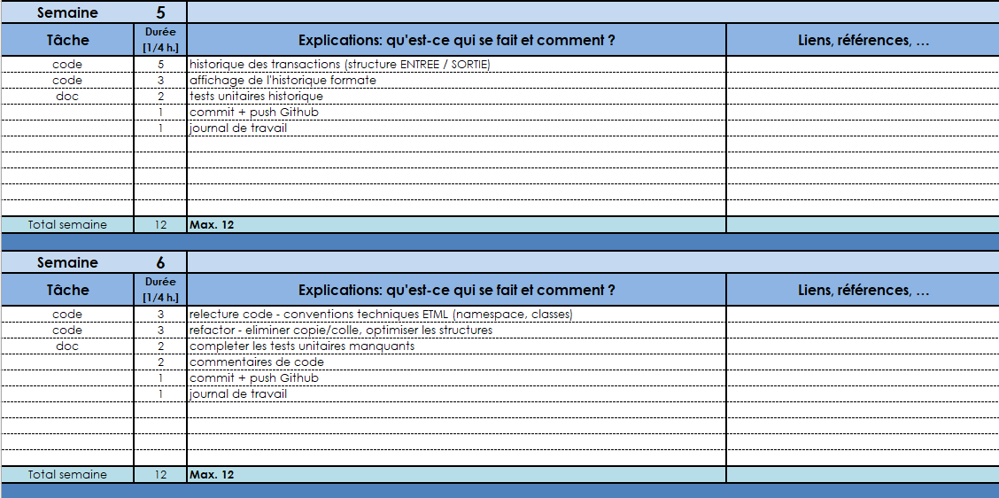 Semaine 5
Tâche Durée [1/4 h.] Explications: qu'est-ce qui se fait et comment ? Liens, références, …
code 5 historique des transactions (structure ENTREE / SORTIE)
code 3 affichage de l'historique formate
doc 2 tests unitaires historique
1 commit + push Github
1 journal de travail
Total semaine 12 Max. 12
Semaine 6
Tâche Durée [1/4 h.] Explications: qu'est-ce qui se fait et comment ? Liens, références, …
code 3 relecture code - conventions techniques ETML (namespace, classes)
code 3 refactor - eliminer copie/colle, optimiser les structures
doc 2 completer les tests unitaires manquants
2 commentaires de code
1 commit + push Github
1 journal de travail
Total semaine 12 Max. 12